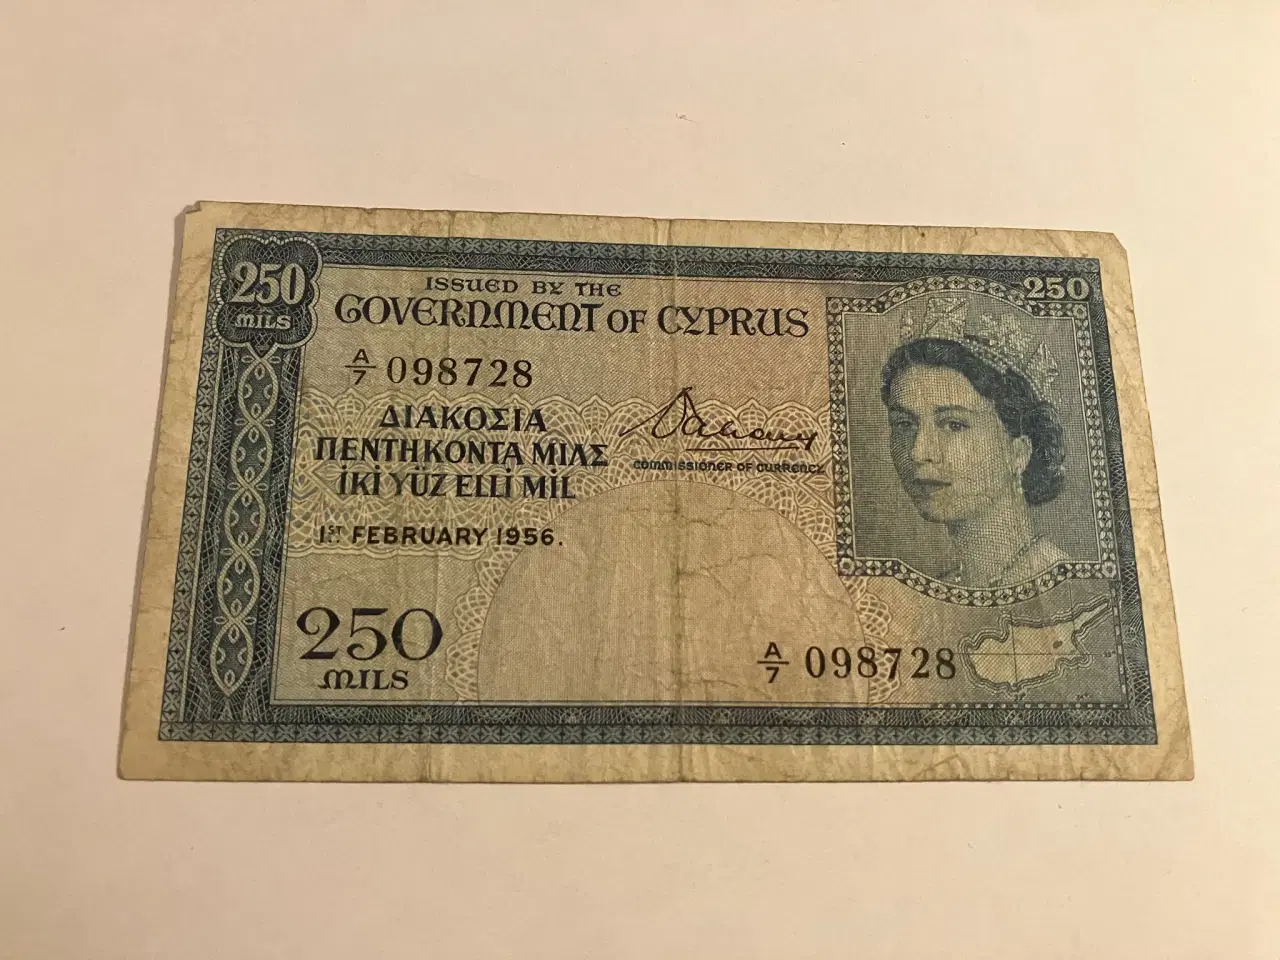 250
MILS
ISSUED BY THE
GOVERNMENT OF CYPRUS
250
A/7 098728
ΔΙΑΚΟΣΙΑ
ΠΕΝΤΗΚΟΝΤΑ ΜΙΛΣ
İKİ YÜZ ELLİ MİL
COMMISSIONER OF CURRENCY
1ST FEBRUARY 1956.
250
MILS
A/7 098728